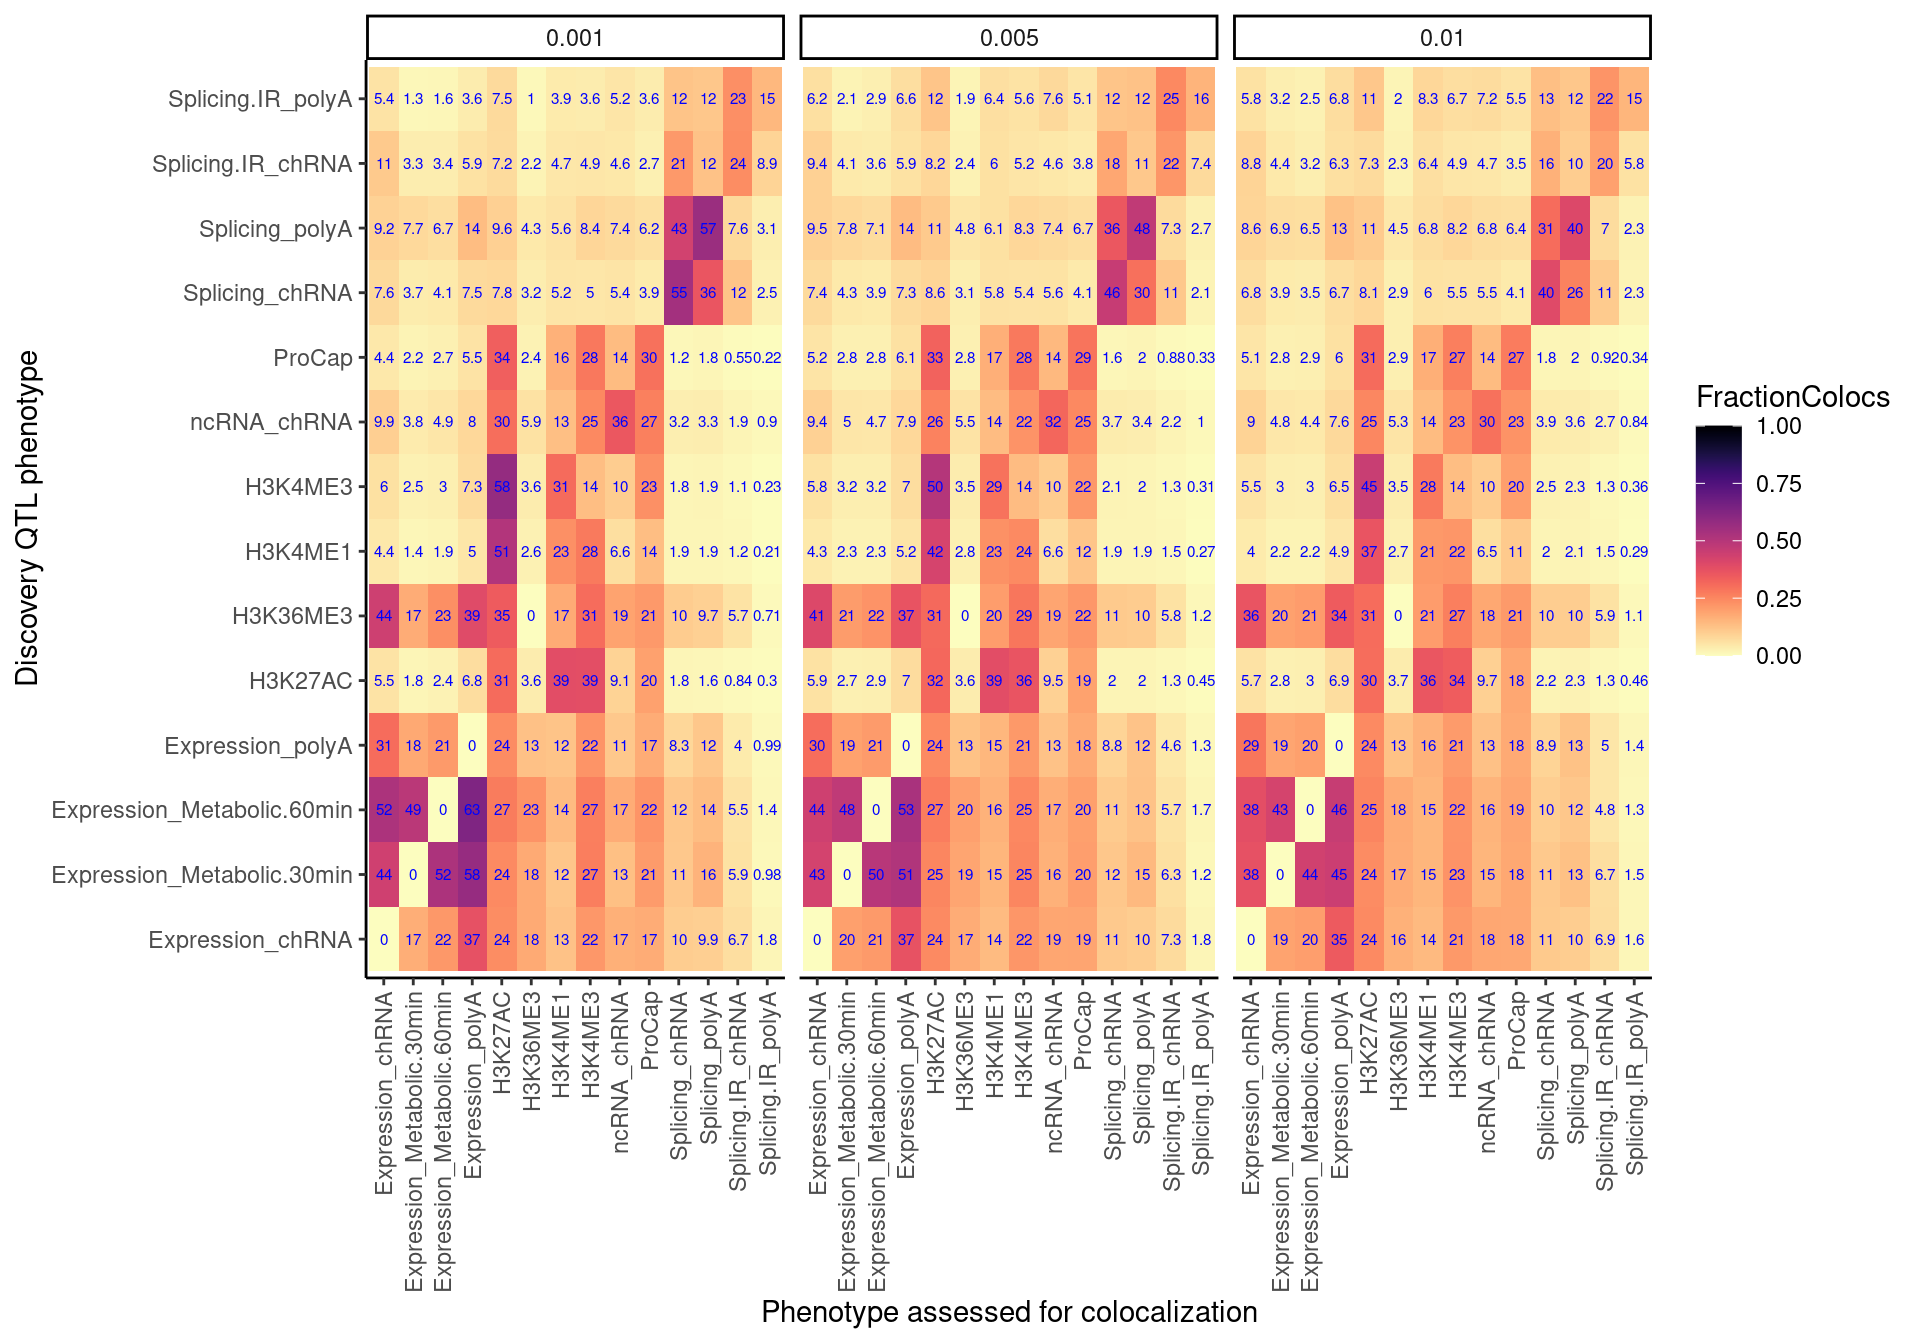 0.001 0.005 0.01
Splicing.IR_polyA 5.4 1.3 1.6 3.6 7.5 1 3.9 3.6 5.2 3.6 12 12 23 15 6.2 2.1 2.9 6.6 12 1.9 6.4 5.6 7.6 5.1 12 12 25 16 5.8 3.2 2.5 6.8 11 2 8.3 6.7 7.2 5.5 13 12 22 15
Splicing.IR_chRNA 11 3.3 3.4 5.9 7.2 2.2 4.7 4.9 4.6 2.7 21 12 24 8.9 9.4 4.1 3.6 5.9 8.2 2.4 6 5.2 4.6 3.8 18 11 22 7.4 8.8 4.4 3.2 6.3 7.3 2.3 6.4 4.9 4.7 3.5 16 10 20 5.8
Splicing_polyA 9.2 7.7 6.7 14 9.6 4.3 5.6 8.4 7.4 6.2 43 57 7.6 3.1 9.5 7.8 7.1 14 11 4.8 6.1 8.3 7.4 6.7 36 48 7.3 2.7 8.6 6.9 6.5 13 11 4.5 6.8 8.2 6.8 6.4 31 40 7 2.3
Splicing_chRNA 7.6 3.7 4.1 7.5 7.8 3.2 5.2 5 5.4 3.9 55 36 12 2.5 7.4 4.3 3.9 7.3 8.6 3.1 5.8 5.4 5.6 4.1 46 30 11 2.1 6.8 3.9 3.5 6.7 8.1 2.9 6 5.5 5.5 4.1 40 26 11 2.3
ProCap 4.4 2.2 2.7 5.5 34 2.4 16 28 14 30 1.2 1.8 0.55 0.22 5.2 2.8 2.8 6.1 33 2.8 17 28 14 29 1.6 2 0.88 0.33 5.1 2.8 2.9 6 31 2.9 17 27 14 27 1.8 2 0.92 0.34
ncRNA_chRNA 9.9 3.8 4.9 8 30 5.9 13 25 36 27 3.2 3.3 1.9 0.9 9.4 5 4.7 7.9 26 5.5 14 22 32 25 3.7 3.4 2.2 1 9 4.8 4.4 7.6 25 5.3 14 23 30 23 3.9 3.6 2.7 0.84
H3K4ME3 6 2.5 3 7.3 58 3.6 31 14 10 23 1.8 1.9 1.1 0.23 5.8 3.2 3.2 7 50 3.5 29 14 10 22 2.1 2 1.3 0.31 5.5 3 3 6.5 45 3.5 28 14 10 20 2.5 2.3 1.3 0.36
H3K4ME1 4.4 1.4 1.9 5 51 2.6 23 28 6.6 14 1.9 1.9 1.2 0.21 4.3 2.3 2.3 5.2 42 2.8 23 24 6.6 12 1.9 1.9 1.5 0.27 4 2.2 2.2 4.9 37 2.7 21 22 6.5 11 2 2.1 1.5 0.29
H3K36ME3 44 17 23 39 35 0 17 31 19 21 10 9.7 5.7 0.71 41 21 22 37 31 0 20 29 19 22 11 10 5.8 1.2 36 20 21 34 31 0 21 27 18 21 10 10 5.9 1.1
H3K27AC 5.5 1.8 2.4 6.8 31 3.6 39 39 9.1 20 1.8 1.6 0.84 0.3 5.9 2.7 2.9 7 32 3.6 39 36 9.5 19 2 2 1.3 0.45 5.7 2.8 3 6.9 30 3.7 36 34 9.7 18 2.2 2.3 1.3 0.46
Expression_polyA 31 18 21 0 24 13 12 22 11 17 8.3 12 4 0.99 30 19 21 0 24 13 15 21 13 18 8.8 12 4.6 1.3 29 19 20 0 24 13 16 21 13 18 8.9 13 5 1.4
Expression_Metabolic.60min 52 49 0 63 27 23 14 27 17 22 12 14 5.5 1.4 44 48 0 53 27 20 16 25 17 20 11 13 5.7 1.7 38 43 0 46 25 18 15 22 16 19 10 12 4.8 1.3
Expression_Metabolic.30min 44 0 52 58 24 18 12 27 13 21 11 16 5.9 0.98 43 0 50 51 25 19 15 25 16 20 12 15 6.3 1.2 38 0 44 45 24 17 15 23 15 18 11 13 6.7 1.5
Expression_chRNA 0 17 22 37 24 18 13 22 17 17 10 9.9 6.7 1.8 0 20 21 37 24 17 14 22 19 19 11 10 7.3 1.8 0 19 20 35 24 16 14 21 18 18 11 10 6.9 1.6
Expression_chRNA
Expression_Metabolic.30min
Expression_Metabolic.60min
Expression_polyA
H3K27AC
H3K36ME3
H3K4ME1
H3K4ME3
ncRNA_chRNA
ProCap
Splicing_chRNA
Splicing_polyA
Splicing.IR_chRNA
Splicing.IR_polyA
Expression_chRNA
Expression_Metabolic.30min
Expression_Metabolic.60min
Expression_polyA
H3K27AC
H3K36ME3
H3K4ME1
H3K4ME3
ncRNA_chRNA
ProCap
Splicing_chRNA
Splicing_polyA
Splicing.IR_chRNA
Splicing.IR_polyA
Expression_chRNA
Expression_Metabolic.30min
Expression_Metabolic.60min
Expression_polyA
H3K27AC
H3K36ME3
H3K4ME1
H3K4ME3
ncRNA_chRNA
ProCap
Splicing_chRNA
Splicing_polyA
Splicing.IR_chRNA
Splicing.IR_polyA
Phenotype assessed for colocalization
Discovery QTL phenotype
FractionColocs
1.00
0.75
0.50
0.25
0.00